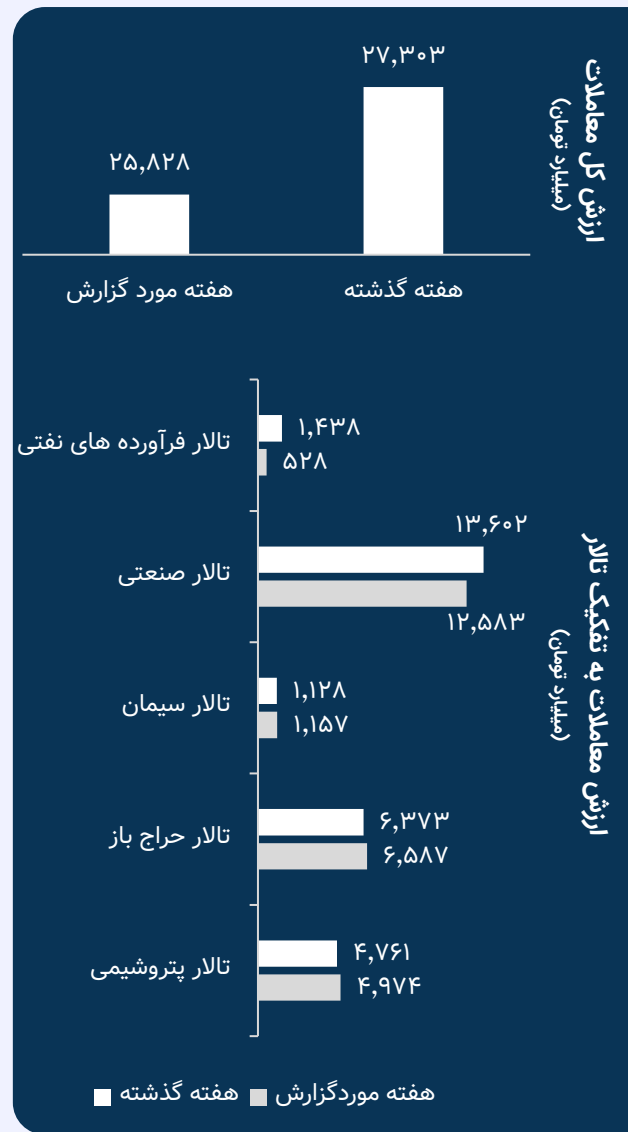 ارزش کل معاملات
(میلیارد تومان)
۲۷,۳۰۳
۲۵,۸۲۸
هفته گذشته
هفته مورد گزارش
ارزش معاملات به تفکیک تالار
(میلیارد تومان)
تالار فرآورده های نفتی
۱,۴۳۸
۵۲۸
تالار صنعتی
۱۳,۶۰۲
۱۲,۵۸۳
تالار سیمان
۱,۱۲۸
۱,۱۵۷
تالار حراج باز
۶,۳۷۳
۶,۵۸۷
تالار پتروشیمی
۴,۷۶۱
۴,۹۷۴
هفته موردگزارش
هفته گذشته